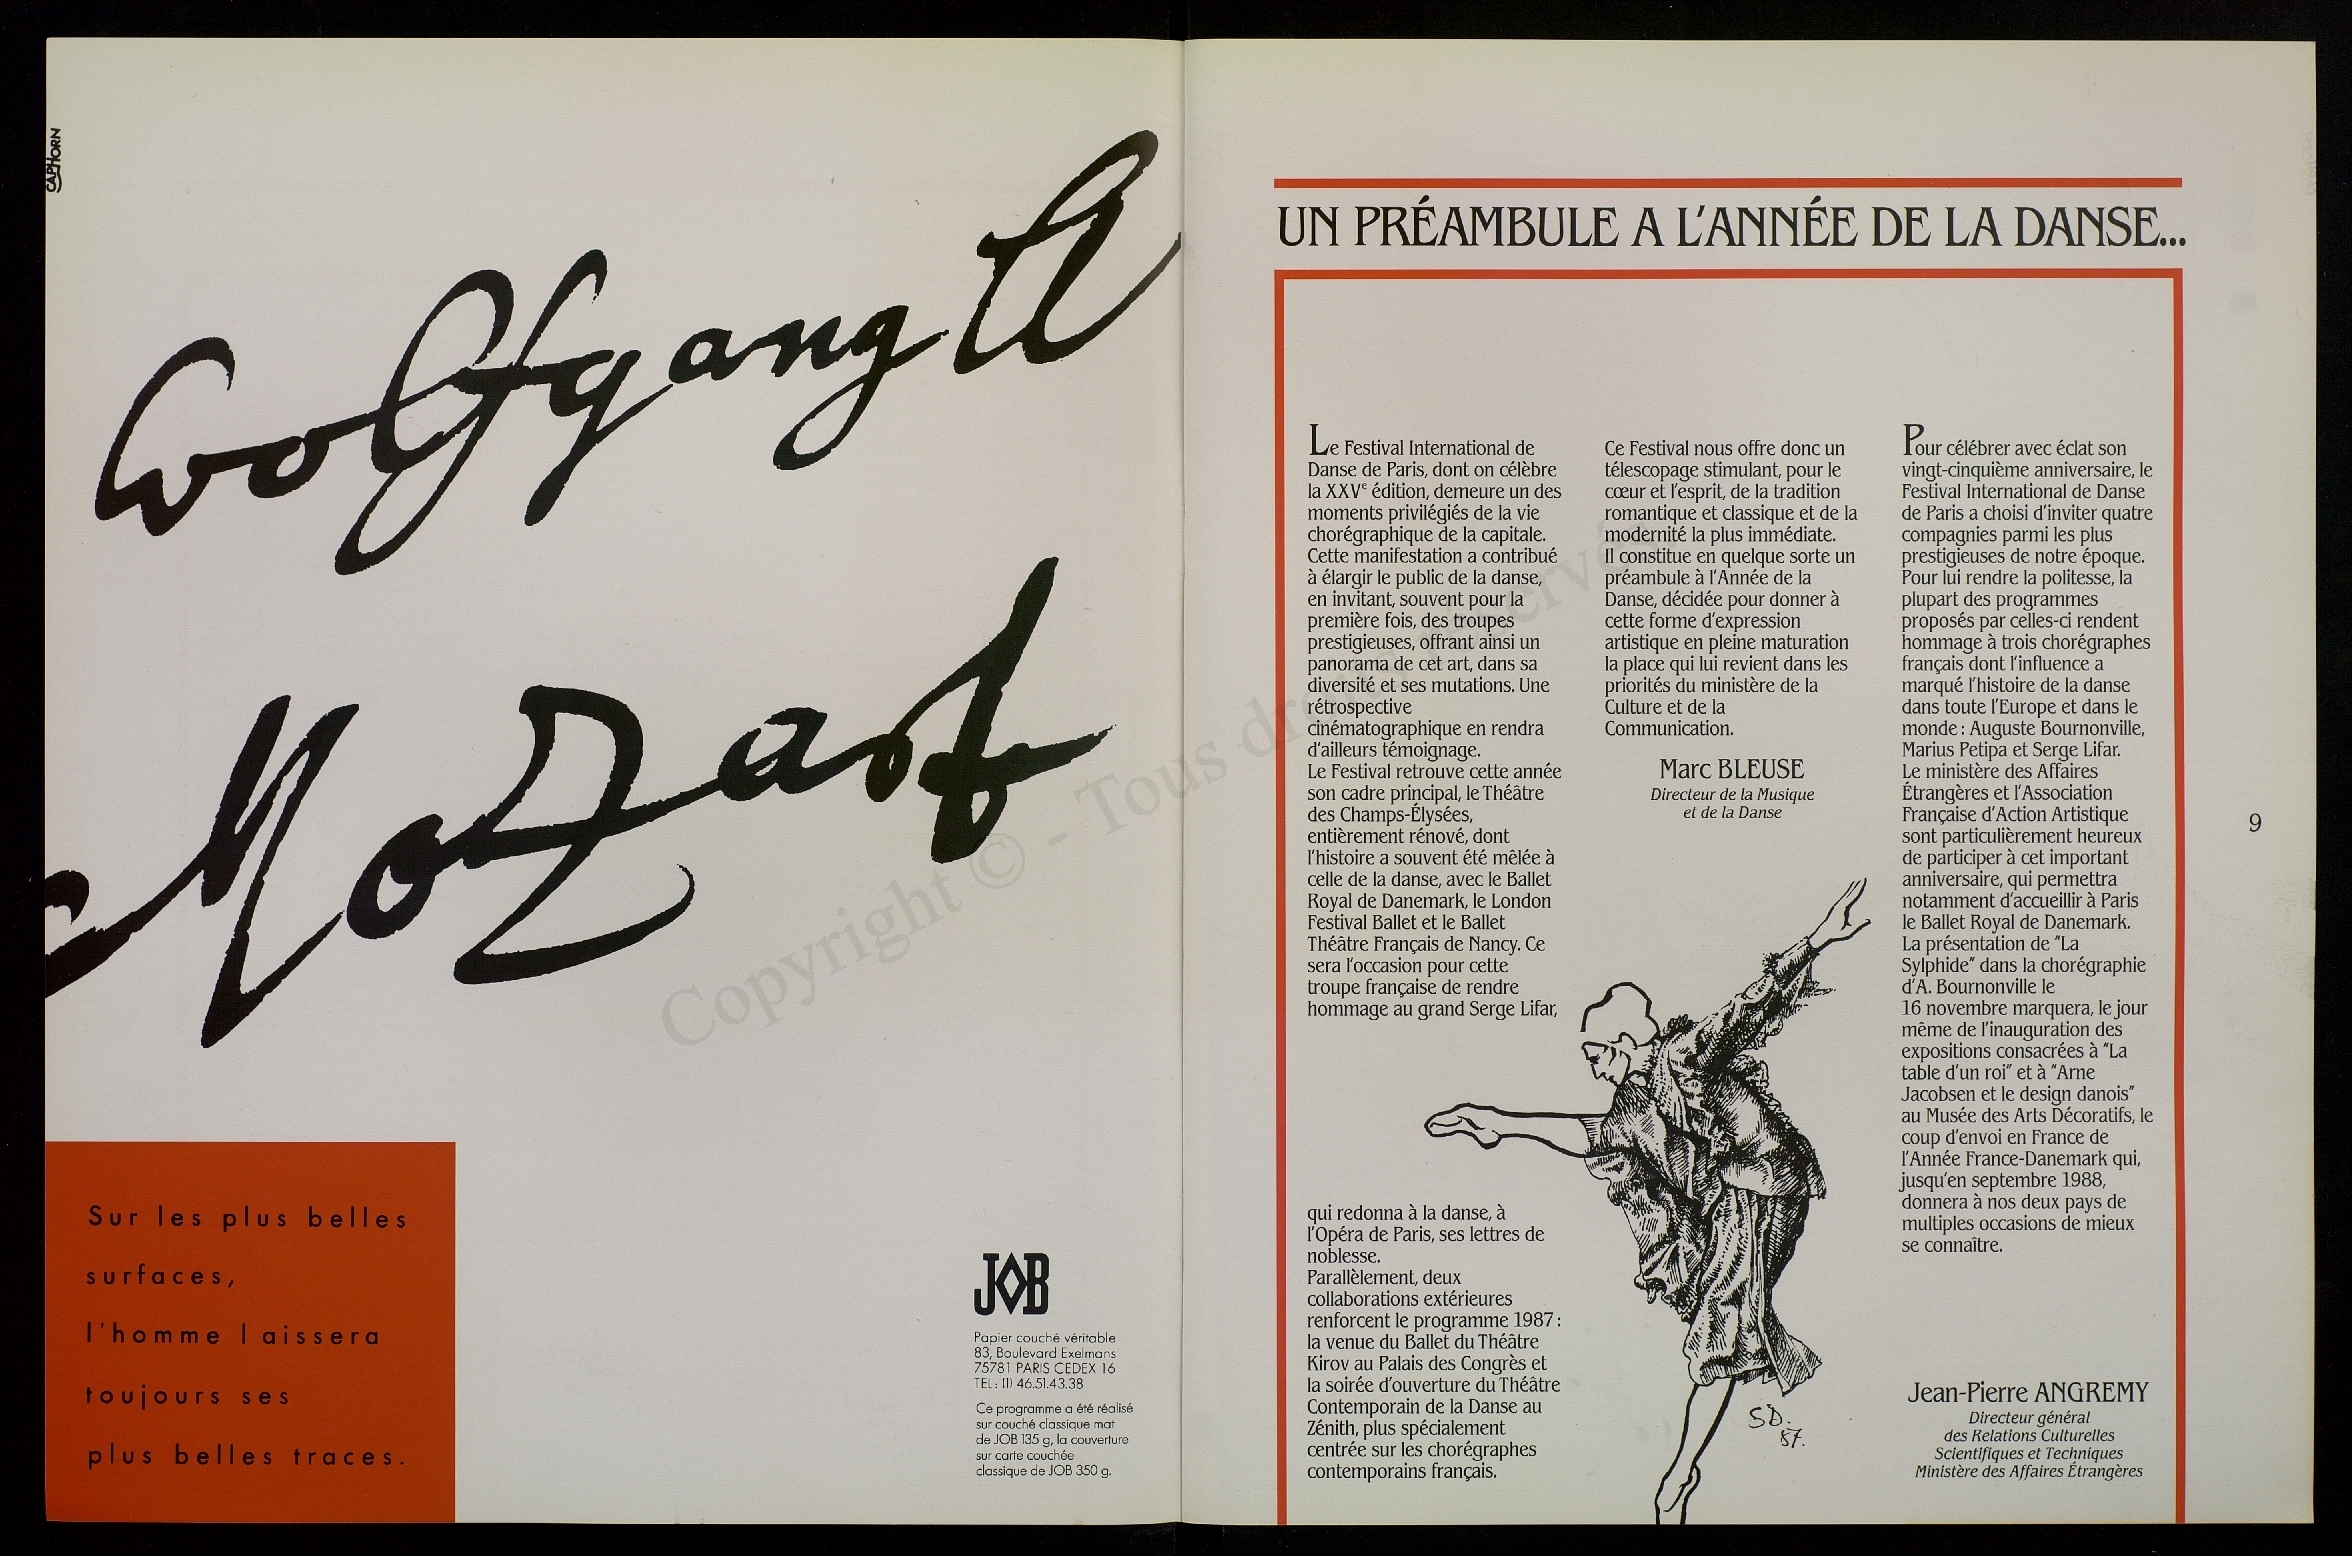 CAPHORN
Wolfgang A
Mozart
Sur les plus belles
surfaces,
l'homme laissera
toujours ses
plus belles traces.
JOB
Papier couché véritable
83, Boulevard Exelmans
75781 PARIS CEDEX 16
TEL : (1) 46.51.43.38
Ce programme a été réalisé
sur couché classique mat
de JOB 135 g, la couverture
sur carte couchée
classique de JOB 350 g.
UN PRÉAMBULE A L'ANNÉE DE LA DANSE...
Le Festival International de
Danse de Paris, dont on célèbre
la XXVe édition, demeure un des
moments privilégiés de la vie
chorégraphique de la capitale.
Cette manifestation a contribué
à élargir le public de la danse,
en invitant, souvent pour la
première fois, des troupes
prestigieuses, offrant ainsi un
panorama de cet art, dans sa
diversité et ses mutations. Une
rétrospective
cinématographique en rendra
d'ailleurs témoignage.
Le Festival retrouve cette année
son cadre principal, le Théâtre
des Champs-Élysées,
entièrement rénové, dont
l'histoire a souvent été mêlée à
celle de la danse, avec le Ballet
Royal de Danemark, le London
Festival Ballet et le Ballet
Théâtre Français de Nancy. Ce
sera l'occasion pour cette
troupe française de rendre
hommage au grand Serge Lifar,
qui redonna à la danse, à
l'Opéra de Paris, ses lettres de
noblesse.
Parallèlement, deux
collaborations extérieures
renforcent le programme 1987 :
la venue du Ballet du Théâtre
Kirov au Palais des Congrès et
la soirée d'ouverture du Théâtre
Contemporain de la Danse au
Zénith, plus spécialement
centrée sur les chorégraphes
contemporains français.
Ce Festival nous offre donc un
télescopage stimulant, pour le
cœur et l'esprit, de la tradition
romantique et classique et de la
modernité la plus immédiate.
Il constitue en quelque sorte un
préambule à l'Année de la
Danse, décidée pour donner à
cette forme d'expression
artistique en pleine maturation
la place qui lui revient dans les
priorités du ministère de la
Culture et de la
Communication.
Marc BLEUSE
Directeur de la Musique
et de la Danse
SD.
87.
Pour célébrer avec éclat son
vingt-cinquième anniversaire, le
Festival International de Danse
de Paris a choisi d'inviter quatre
compagnies parmi les plus
prestigieuses de notre époque.
Pour lui rendre la politesse, la
plupart des programmes
proposés par celles-ci rendent
hommage à trois chorégraphes
français dont l'influence a
marqué l'histoire de la danse
dans toute l'Europe et dans le
monde : Auguste Bournonville,
Marius Petipa et Serge Lifar.
Le ministère des Affaires
Étrangères et l'Association
Française d'Action Artistique
sont particulièrement heureux
de participer à cet important
anniversaire, qui permettra
notamment d'accueillir à Paris
le Ballet Royal de Danemark.
La présentation de "La
Sylphide" dans la chorégraphie
d'A. Bournonville le
16 novembre marquera, le jour
même de l'inauguration des
expositions consacrées à "La
table d'un roi" et à "Arne
Jacobsen et le design danois"
au Musée des Arts Décoratifs, le
coup d'envoi en France de
l'Année France-Danemark qui,
jusqu'en septembre 1988,
donnera à nos deux pays de
multiples occasions de mieux
se connaître.
Jean-Pierre ANGREMY
Directeur général
des Relations Culturelles
Scientifiques et Techniques
Ministère des Affaires Étrangères
9
Copyright © - Tous droits réservés